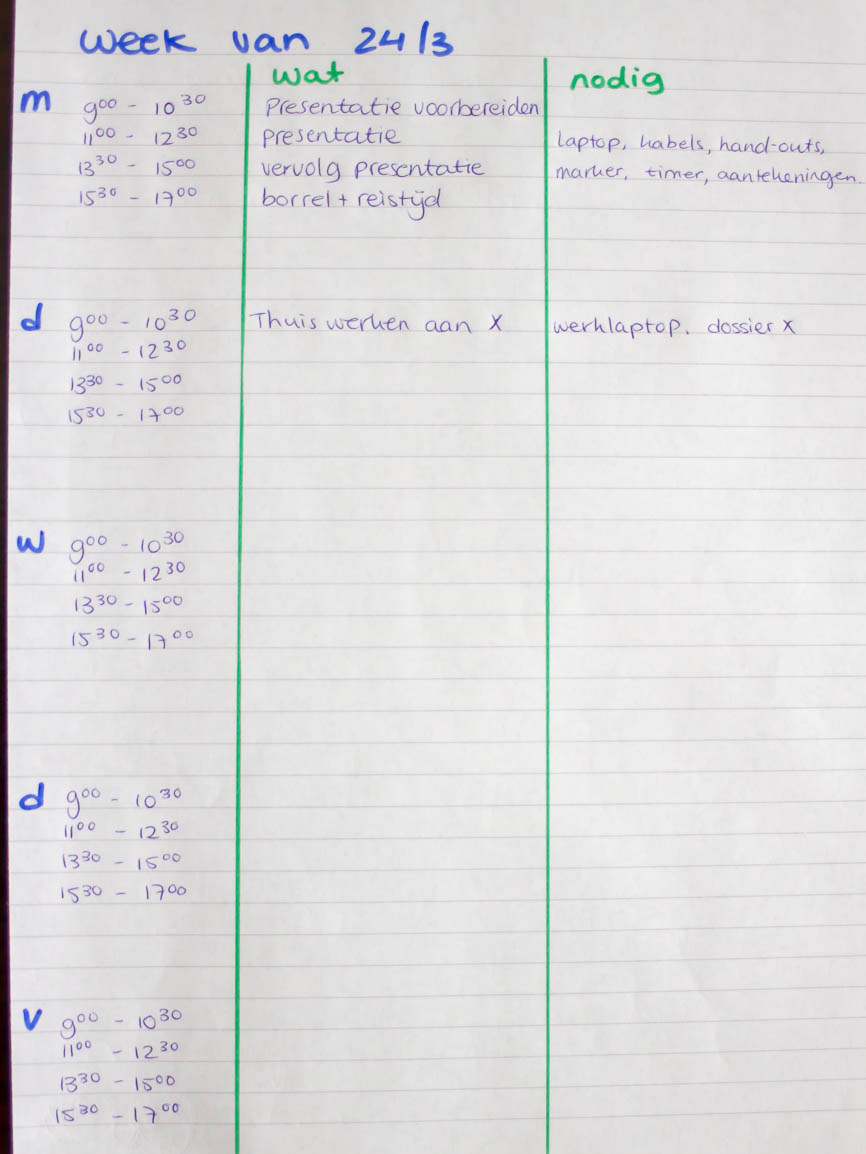 week van 24/3
wat nodig
m 900 - 10 30 Presentatie voorbereiden
11 00 - 12 30 presentatie laptop, kabels, hand-outs,
13 30 - 15 00 vervolg presentatie marker, timer, aantekeningen.
15 30 - 17 00 borrel + reistijd
d 9 00 - 10 30 Thuis werken aan X werklaptop. dossier X
11 00 - 12 30
13 30 - 15 00
15 30 - 17 00
w 9 00 - 10 30
11 00 - 12 30
13 30 - 15 00
15 30 - 17 00
d 9 00 - 10 30
11 00 - 12 30
13 30 - 15 00
15 30 - 17 00
v 9 00 - 10 30
11 00 - 12 30
13 30 - 15 00
15 30 - 17 00